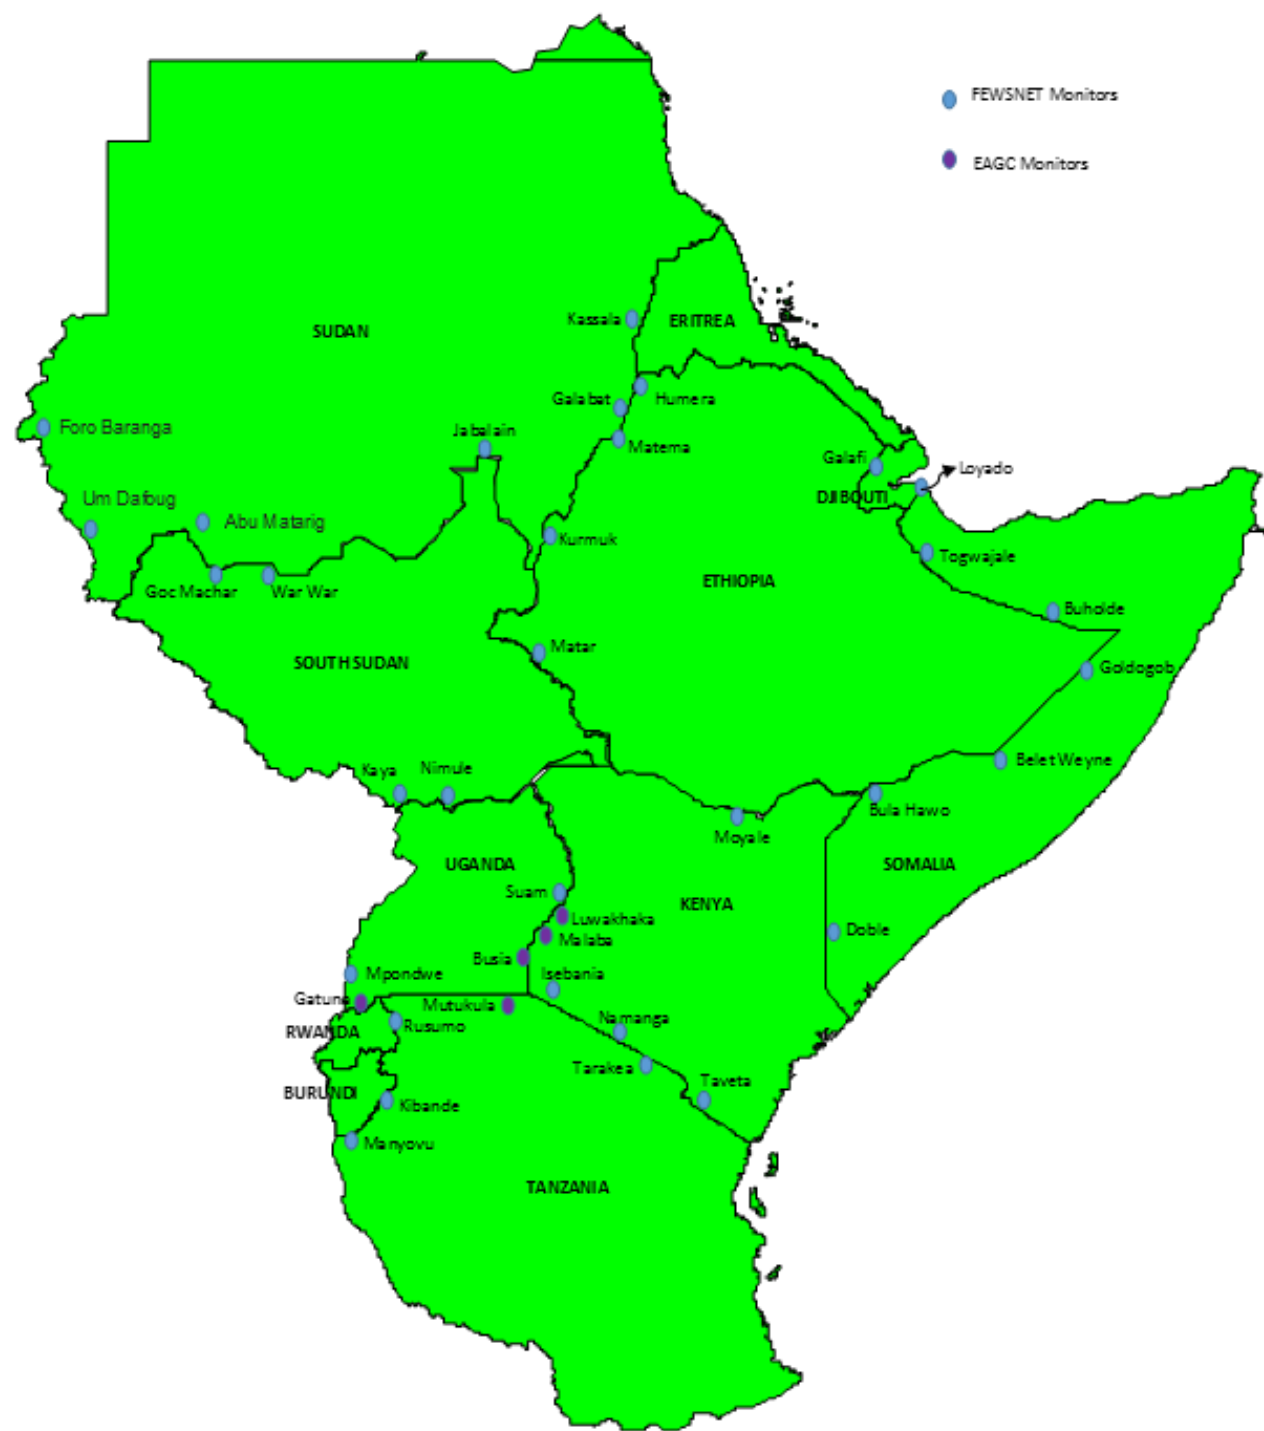 FEWSNET Monitors
EAGC Monitors
Kassala
ERITREA
SUDAN
Humera
Galabat
Foro Baranga
Jabalain
Matema
Galafi
Loyado
DJIBOUTI
Um Dafbug
Abu Matarig
Kurmuk
Togwajale
ETHIOPIA
Goc Machar
War War
Buholde
Matar
SOUTH SUDAN
Goldogob
Belet Weyne
Kaya
Nimule
Bula Hawo
Moyale
UGANDA
SOMALIA
Suam
KENYA
Luwakhaka
Malaba
Doble
Busia
Isebania
Mpondwe
Gatuna
Mutukula
Namanga
RWANDA
Rusumo
Tarakea
Taveta
BURUNDI
Kibande
Manyovu
TANZANIA